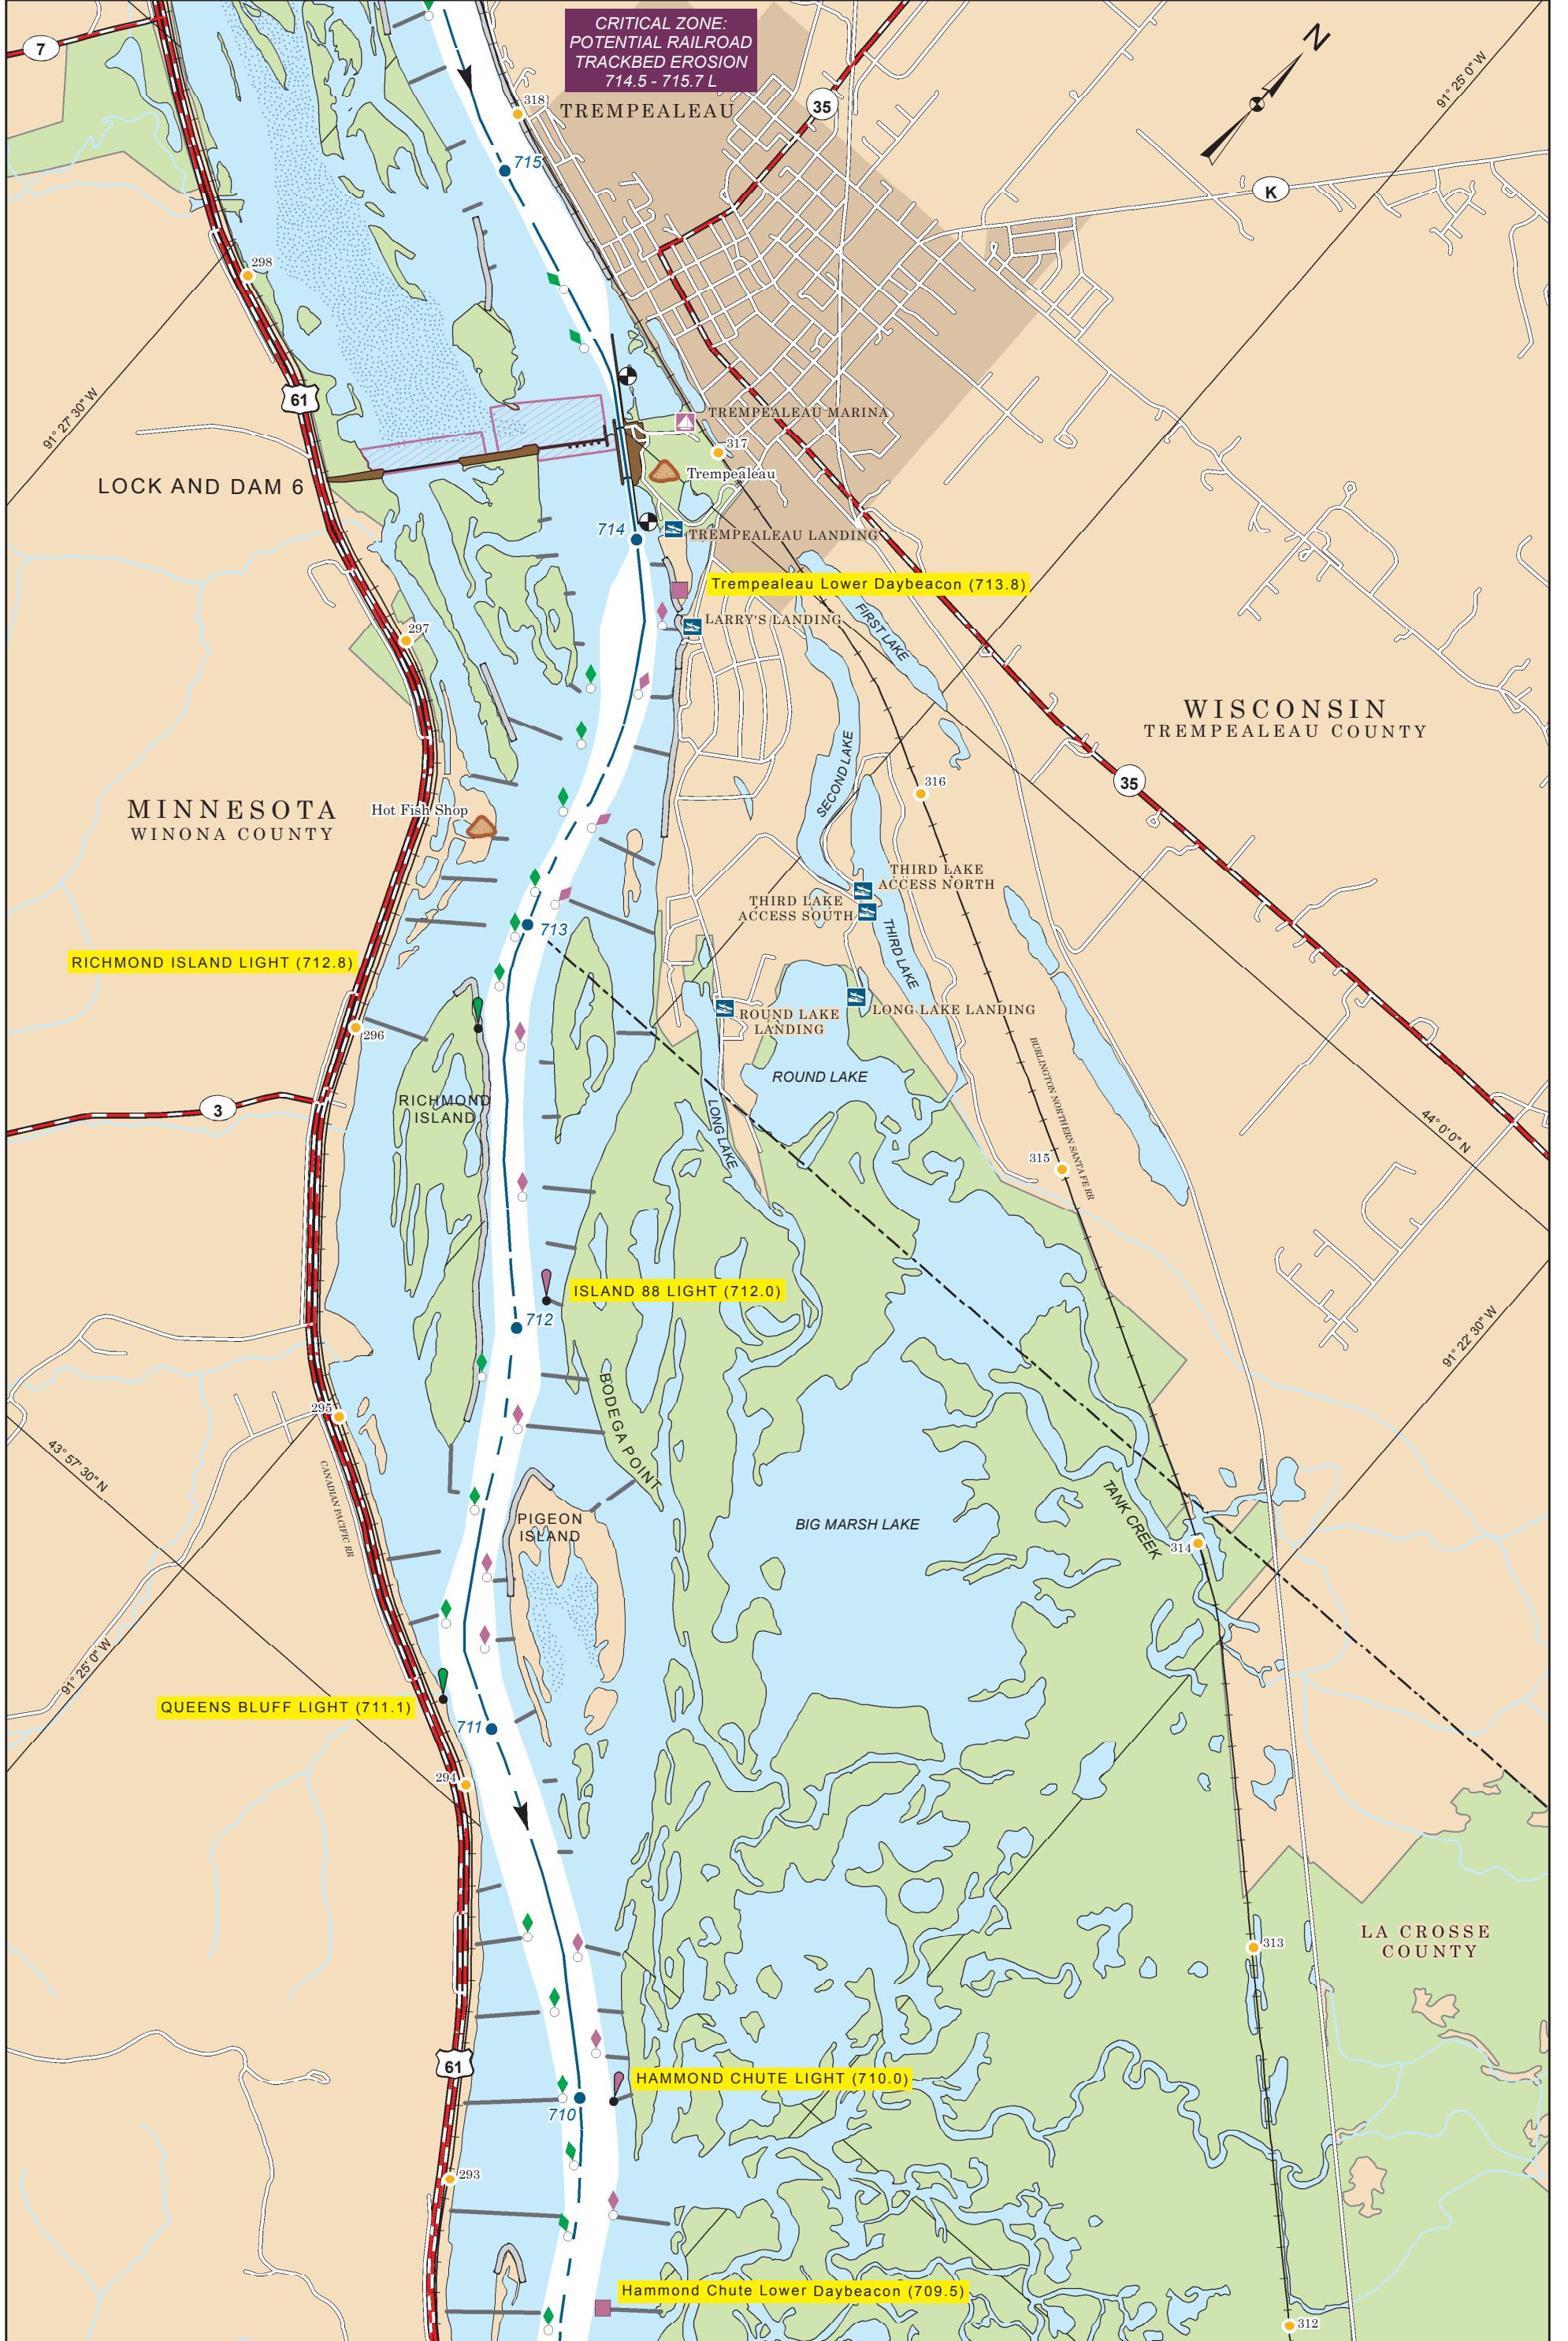 CRITICAL ZONE:
POTENTIAL RAILROAD
TRACKBED EROSION
714.5 - 715.7 L
7
318
TREMPEALEAU
35
N
91° 25' 0" W
715
K
298
61
91° 27' 30" W
TREMPEALEAU MARINA
317
Trempealeau
LOCK AND DAM 6
714
TREMPEALEAU LANDING
Trempealeau Lower Daybeacon (713.8)
LARRY'S LANDING
FIRST LAKE
297
WISCONSIN
TREMPEALEAU COUNTY
SECOND LAKE
316
35
MINNESOTA
WINONA COUNTY
Hot Fish Shop
THIRD LAKE
ACCESS NORTH
THIRD LAKE
ACCESS SOUTH
THIRD LAKE
713
RICHMOND ISLAND LIGHT (712.8)
ROUND LAKE
LANDING
LONG LAKE LANDING
296
ROUND LAKE
BURLINGTON NORTHERN SANTA FE RR
3
RICHMOND
ISLAND
LONG LAKE
44° 0' 0" N
315
ISLAND 88 LIGHT (712.0)
712
91° 22' 30" W
BODEGA POINT
295
43° 57' 30" N
CANADIAN PACIFIC RR
PIGEON
ISLAND
BIG MARSH LAKE
TANK CREEK
314
91° 25' 0" W
QUEENS BLUFF LIGHT (711.1)
711
294
LA CROSSE
COUNTY
313
61
HAMMOND CHUTE LIGHT (710.0)
710
293
Hammond Chute Lower Daybeacon (709.5)
312